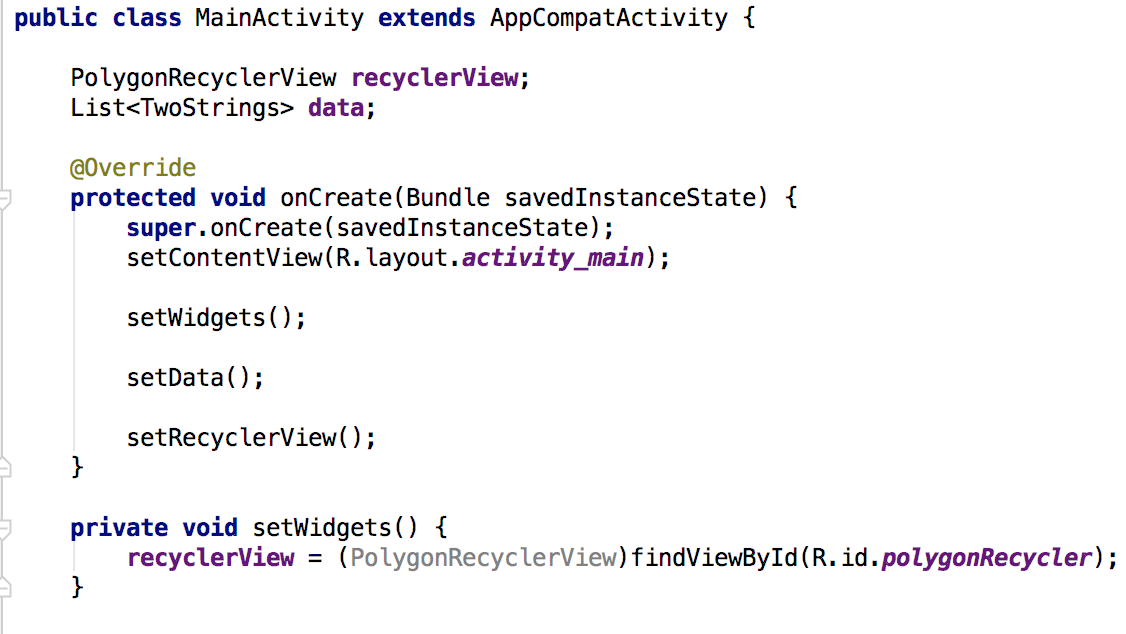 public class MainActivity extends AppCompatActivity {
PolygonRecyclerView recyclerView;
List<TwoStrings> data;
@Override
protected void onCreate(Bundle savedInstanceState) {
super.onCreate(savedInstanceState);
setContentView(R.layout.activity_main);
setWidgets();
setData();
setRecyclerView();
}
private void setWidgets() {
recyclerView = (PolygonRecyclerView)findViewById(R.id.polygonRecycler);
}